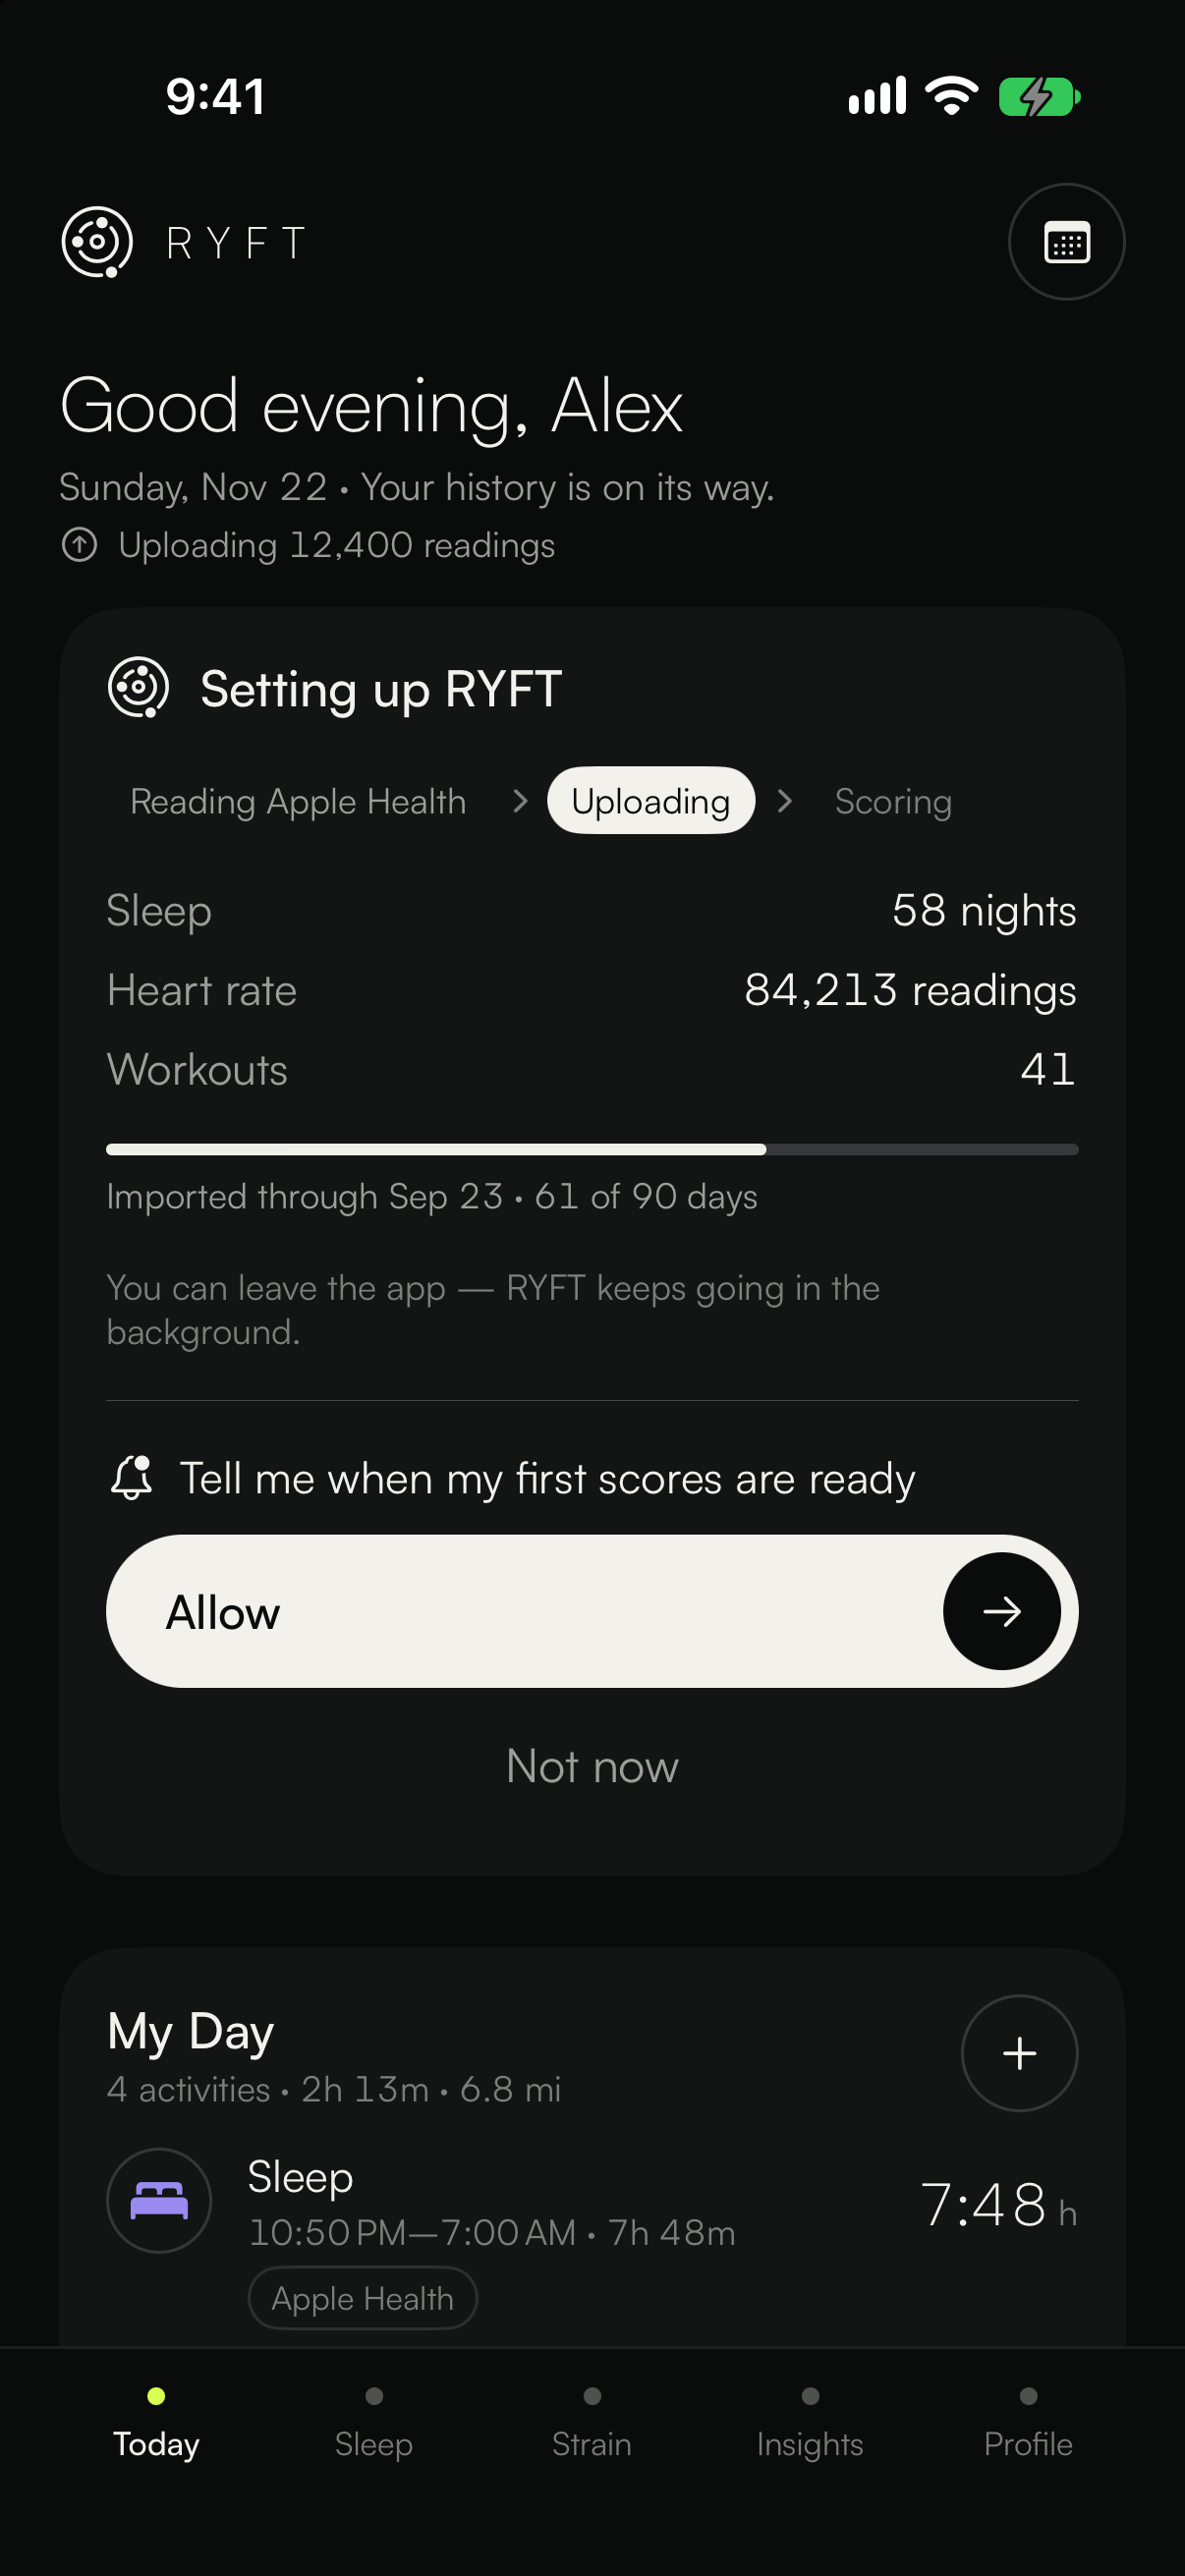 9:41
RYFT
Good evening, Alex
Sunday, Nov 22 · Your history is on its way.
Uploading 12,400 readings
Setting up RYFT
Reading Apple Health > Uploading > Scoring
Sleep 58 nights
Heart rate 84,213 readings
Workouts 41
Imported through Sep 23 · 61 of 90 days
You can leave the app — RYFT keeps going in the
background.
Tell me when my first scores are ready
Allow
Not now
My Day
4 activities · 2h 13m · 6.8 mi
Sleep
7:48 h
10:50 PM–7:00 AM · 7h 48m
Apple Health
Today Sleep Strain Insights Profile